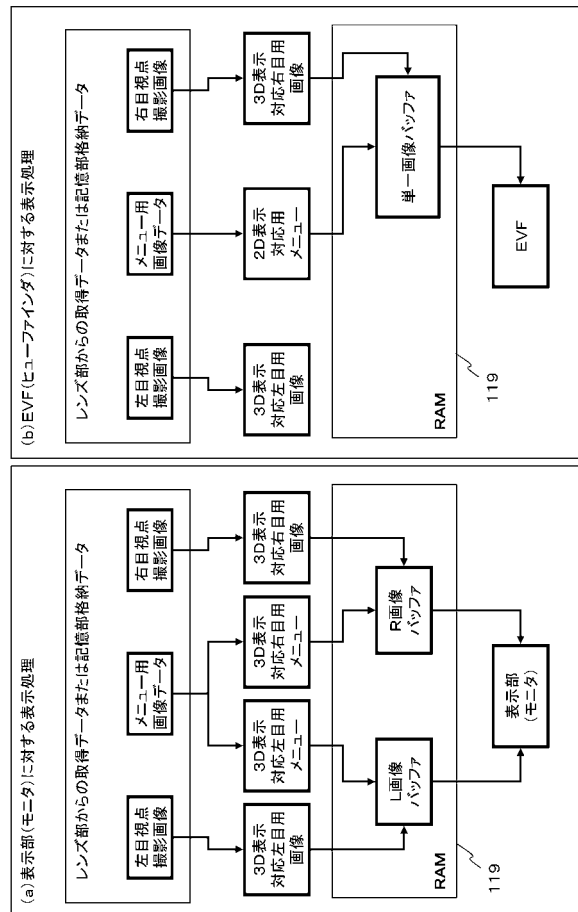 (a)表示部(モニタ)に対する表示処理
レンズ部からの取得データまたは記憶部格納データ
左目視点
撮影画像
メニュー用
画像データ
右目視点
撮影画像
3D表示
対応左目用
画像
3D表示
対応左目用
メニュー
3D表示
対応右目用
メニュー
3D表示
対応右目用
画像
L画像
バッファ
R画像
バッファ
RAM
119
表示部
(モニタ)
(b)EVF(ビューファインダ)に対する表示処理
レンズ部からの取得データまたは記憶部格納データ
左目視点
撮影画像
メニュー用
画像データ
右目視点
撮影画像
3D表示
対応左目用
画像
2D表示
対応用
メニュー
3D表示
対応右目用
画像
単一画像バッファ
RAM
119
EVF